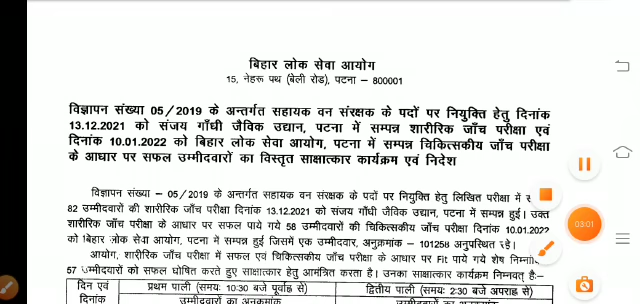 बिहार लोक सेवा आयोग
15, नेहरू पथ (बेली रोड), पटना – 800001
विज्ञापन संख्या 05/2019 के अन्तर्गत सहायक वन संरक्षक के पदों पर नियुक्ति हेतु दिनांक
13.12.2021 को संजय गाँधी जैविक उद्यान, पटना में सम्पन्न शारीरिक जाँच परीक्षा एवं
दिनांक 10.01.2022 को बिहार लोक सेवा आयोग, पटना में सम्पन्न चिकित्सकीय जाँच परीक्षा
के आधार पर सफल उम्मीदवारों का विस्तृत साक्षात्कार कार्यक्रम एवं निदेश
विज्ञापन संख्या – 05/2019 के अन्तर्गत सहायक वन संरक्षक के पदों पर नियुक्ति हेतु लिखित परीक्षा में
82 उम्मीदवारों की शारीरिक जाँच परीक्षा दिनांक 13.12.2021 को संजय गाँधी जैविक उद्यान, पटना में सम्पन्न हुई। उक्त
शारीरिक जाँच परीक्षा के आधार पर सफल पाये गये 58 उम्मीदवारों की चिकित्सकीय जाँच परीक्षा दिनांक 10.01.2022
को बिहार लोक सेवा आयोग, पटना में सम्पन्न हुई जिसमें एक उम्मीदवार, अनुक्रमांक – 101258 अनुपस्थित रहे।
आयोग, शारीरिक जाँच परीक्षा में सफल एवं चिकित्सकीय जाँच परीक्षा के आधार पर Fit पाये गये शेष
57 उम्मीदवारों को सफल घोषित करते हुए साक्षात्कार हेतु आमंत्रित करता है। उनका साक्षात्कार कार्यक्रम निम्नवत् हैः–
दिन एवं प्रथम पाली (समयः 10:30 बजे पूर्वाह्न से) द्वितीय पाली (समयः 2:30 बजे अपराह्न से)
दिनांक उम्मीदवारों का अनुक्रमांक
03:01